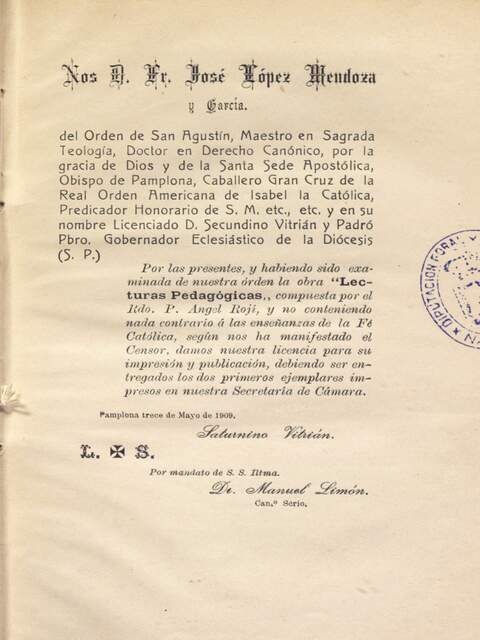 Nos D. Fr. José López Mendoza
y García.
del Orden de San Agustín, Maestro en Sagrada
Teología, Doctor en Derecho Canónico, por la
gracia de Dios y de la Santa Sede Apostólica,
Obispo de Pamplona, Caballero Gran Cruz de la
Real Orden Americana de Isabel la Católica,
Predicador Honorario de S. M. etc., etc. y en su
nombre Licenciado D. Secundino Vitrián y Padró
Pbro. Gobernador Eclesiástico de la Diócesis
(S. P.)
Por las presentes, y habiendo sido exa-
minada de nuestra órden la obra "Lec-
turas Pedagógicas,, compuesta por el
Rdo. P. Angel Roji, y no conteniendo
nada contrario á las enseñanzas de la Fé
Católica, según nos ha manifestado el
Censor, damos nuestra licencia para su
impresión y publicación, debiendo ser en-
tregados los dos primeros ejemplares im-
presos en nuestra Secretaría de Cámara.
Pamplona trece de Mayo de 1909.
Saturnino Vitrián.
L. ✠ S.
Por mandato de S. S. Iltma.
Dr. Manuel Limón.
Can.º Serio.
DIPUTACION FORAL Y